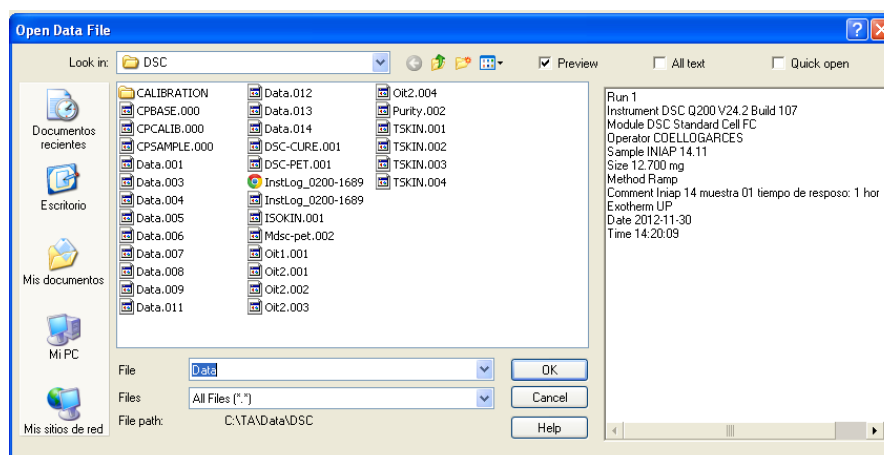 Open Data File
Look in: DSC
Preview All text Quick open
Documentos
recientes
Escritorio
Mis documentos
Mi PC
Mis sitios de red
CALIBRATION
CPBASE.000
CPCALIB.000
CPSAMPLE.000
Data.001
Data.003
Data.004
Data.005
Data.006
Data.007
Data.008
Data.009
Data.011
Data.012
Data.013
Data.014
DSC-CURE.001
DSC-PET.001
InstLog_0200-1689
InstLog_0200-1689
ISOKIN.001
Mdsc-pet.002
Oit1.001
Oit2.001
Oit2.002
Oit2.003
Oit2.004
Purity.002
TSKIN.001
TSKIN.002
TSKIN.003
TSKIN.004
Run 1
Instrument DSC Q200 V24.2 Build 107
Module DSC Standard Cell FC
Operator COELLOGARCES
Sample INIAP 14.11
Size 12.700 mg
Method Ramp
Comment Iniap 14 muestra 01 tiempo de resposo: 1 hor
Exotherm UP
Date 2012-11-30
Time 14:20:09
File Data OK
Files All Files (*.*) Cancel
File path: C:\TA\Data\DSC Help